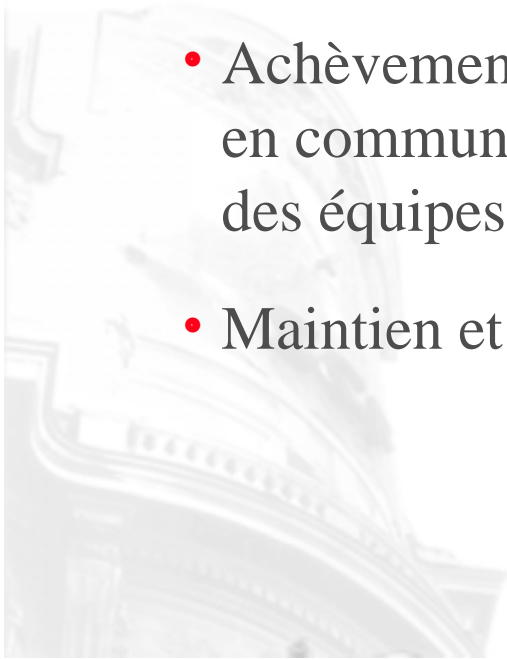 • Achèvemen
en commun
des équipes
• Maintien et